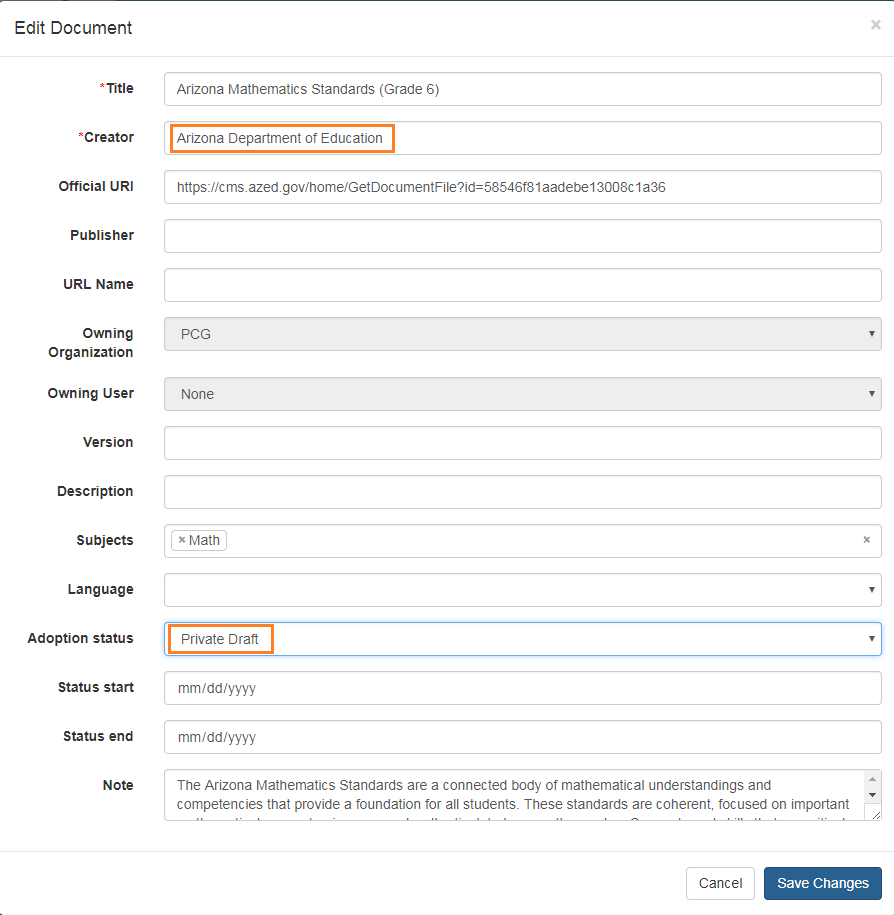 Edit Document ×
*Title Arizona Mathematics Standards (Grade 6)
*Creator Arizona Department of Education
Official URI https://cms.azed.gov/home/GetDocumentFile?id=58546f81aadebe13008c1a36
Publisher
URL Name
Owning Organization PCG
Owning User None
Version
Description
Subjects × Math ×
Language
Adoption status Private Draft
Status start mm/dd/yyyy
Status end mm/dd/yyyy
Note The Arizona Mathematics Standards are a connected body of mathematical understandings and
competencies that provide a foundation for all students. These standards are coherent, focused on important
Cancel Save Changes